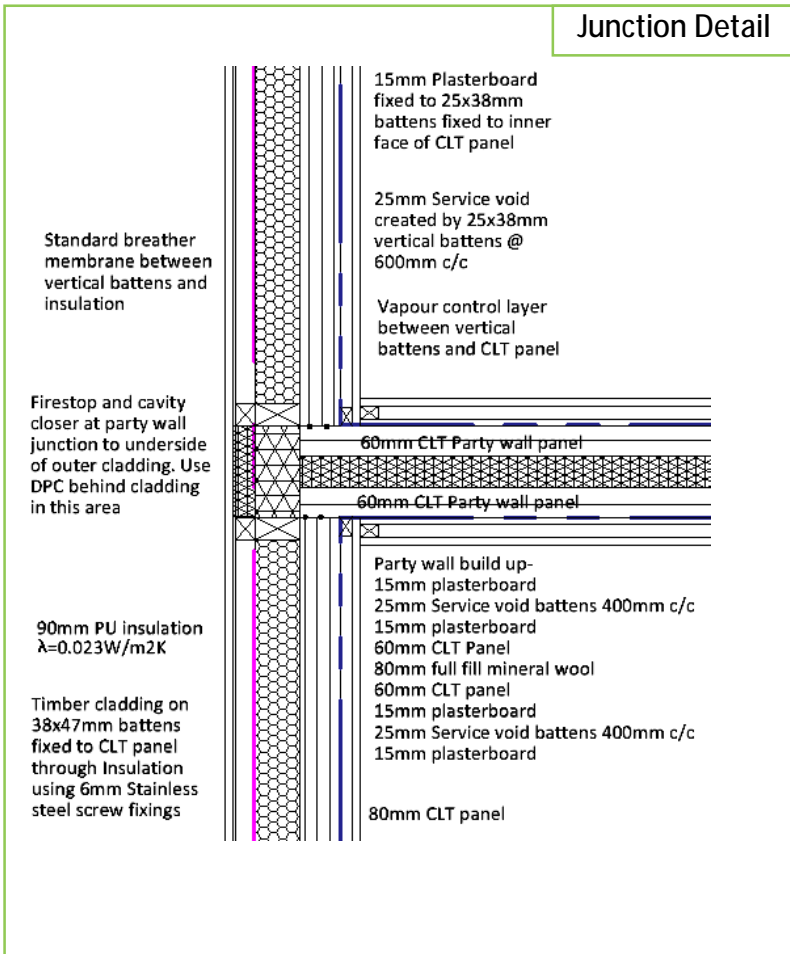 Junction Detail
15mm Plasterboard
fixed to 25x38mm
battens fixed to inner
face of CLT panel
25mm Service void
created by 25x38mm
vertical battens @
600mm c/c
Standard breather
membrane between
vertical battens and
insulation
Vapour control layer
between vertical
battens and CLT panel
Firestop and cavity
closer at party wall
junction to underside
of outer cladding. Use
DPC behind cladding
in this area
60mm CLT Party wall panel
60mm CLT Party wall panel
Party wall build up-
15mm plasterboard
25mm Service void battens 400mm c/c
15mm plasterboard
60mm CLT Panel
80mm full fill mineral wool
60mm CLT panel
15mm plasterboard
25mm Service void battens 400mm c/c
15mm plasterboard
90mm PU insulation
λ=0.023W/m2K
Timber cladding on
38x47mm battens
fixed to CLT panel
through Insulation
using 6mm Stainless
steel screw fixings
80mm CLT panel